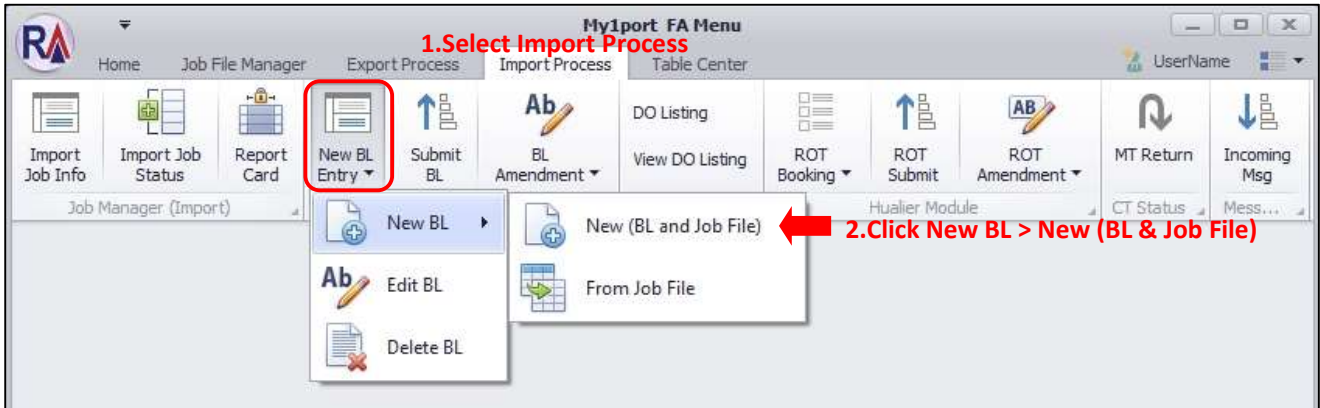 RA
My1port FA Menu
1.Select Import Process
Home Job File Manager Export Process Import Process Table Center UserName
Import Job Info
Import Job Status
Report Card
New BL Entry
Submit BL
Ab
BL Amendment
DO Listing
View DO Listing
ROT Booking
ROT Submit
AB
ROT Amendment
MT Return
Incoming Msg
Job Manager (Import) Hualier Module CT Status Mess...
New BL
New (BL and Job File)
2.Click New BL > New (BL & Job File)
Ab Edit BL
From Job File
Delete BL